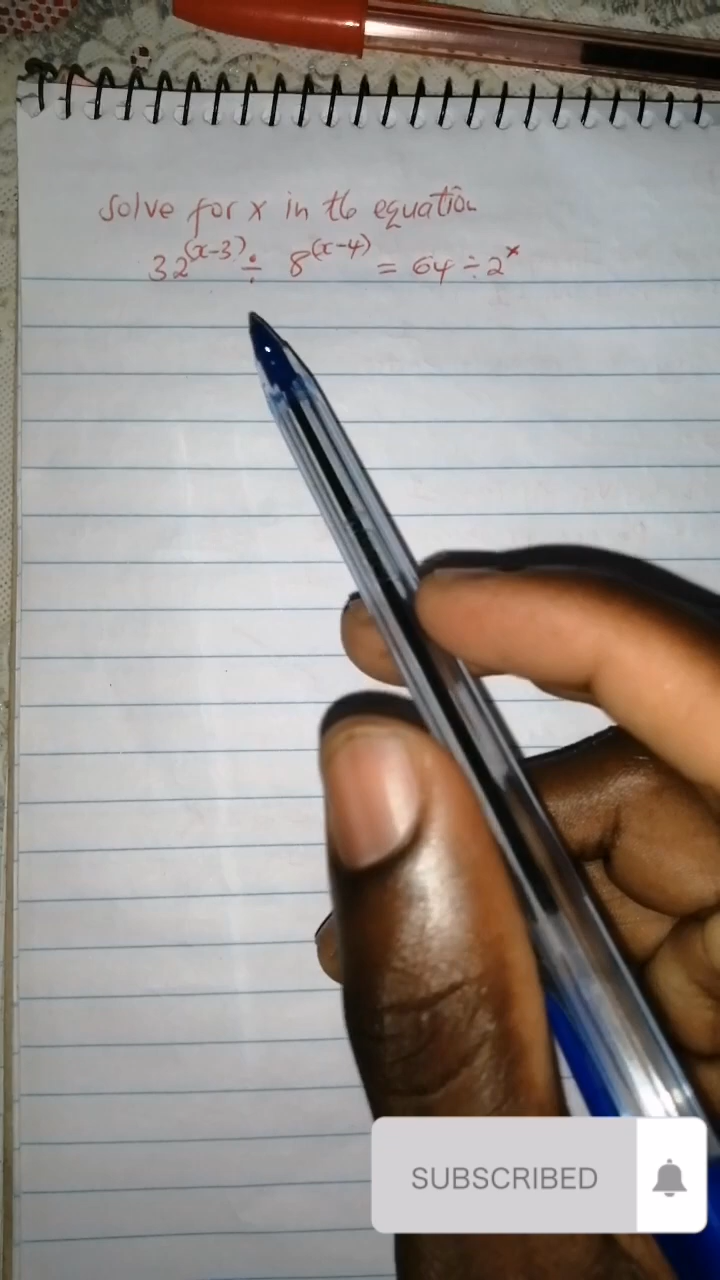 solve for x in the equation
32^(x-3) ÷ 8^(x-4) = 64 ÷ 2^x
SUBSCRIBED